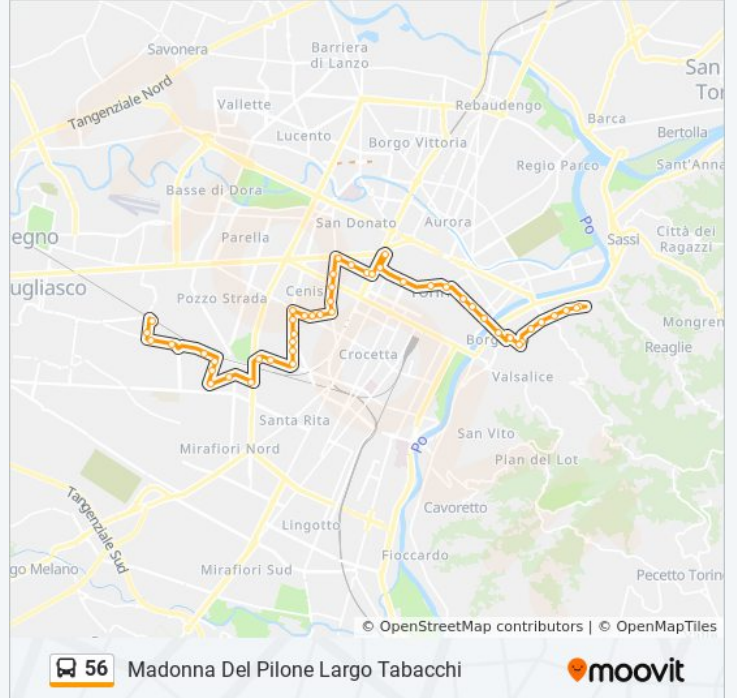 Savonera
Barriera
di Lanzo
San
Tor
Tangenziale Nord
Vallette
Rebaudengo
Barca
Lucento
Borgo Vittoria
Bertolla
Regio Parco
Sant'Anna
Basse di Dora
San Donato
Aurora
Po
egno
Parella
Sassi
Città dei
Ragazzi
ugliasco
Pozzo Strada
Cenis
Torin
Mongren
Borg
Reaglie
Crocetta
Valsalice
Santa Rita
San Vito
Po
Mirafiori Nord
Plan del Lot
Tangenziale Sud
Cavoretto
Lingotto
Fioccardo
go Melano
Mirafiori Sud
Pecetto Torin
© OpenStreetMap contributors | © OpenMapTiles
56 Madonna Del Pilone Largo Tabacchi
moovit